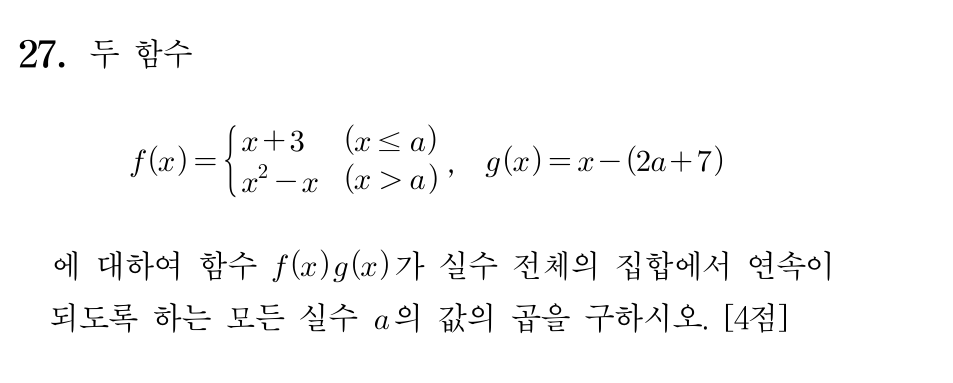 27. 두 함수
f(x)={x+3 (x≤a)
x²-x (x>a), g(x)=x-(2a+7)
에 대하여 함수 f(x)g(x)가 실수 전체의 집합에서 연속이
되도록 하는 모든 실수 a의 값의 곱을 구하시오. [4점]